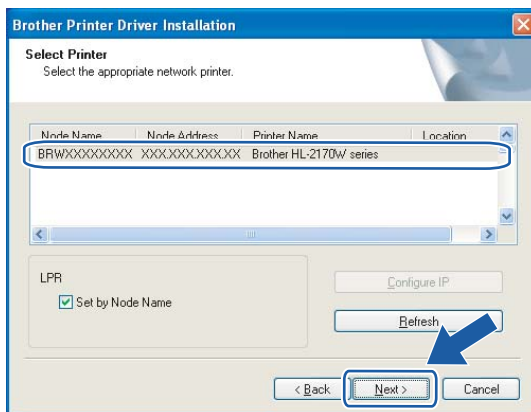 Brother Printer Driver Installation
Select Printer
Select the appropriate network printer.
Node Name Node Address Printer Name Location
BRWXXXXXXXX XXX.XXX.XXX.XX Brother HL-2170W series
LPR
Set by Node Name
Configure IP
Refresh
< Back Next > Cancel